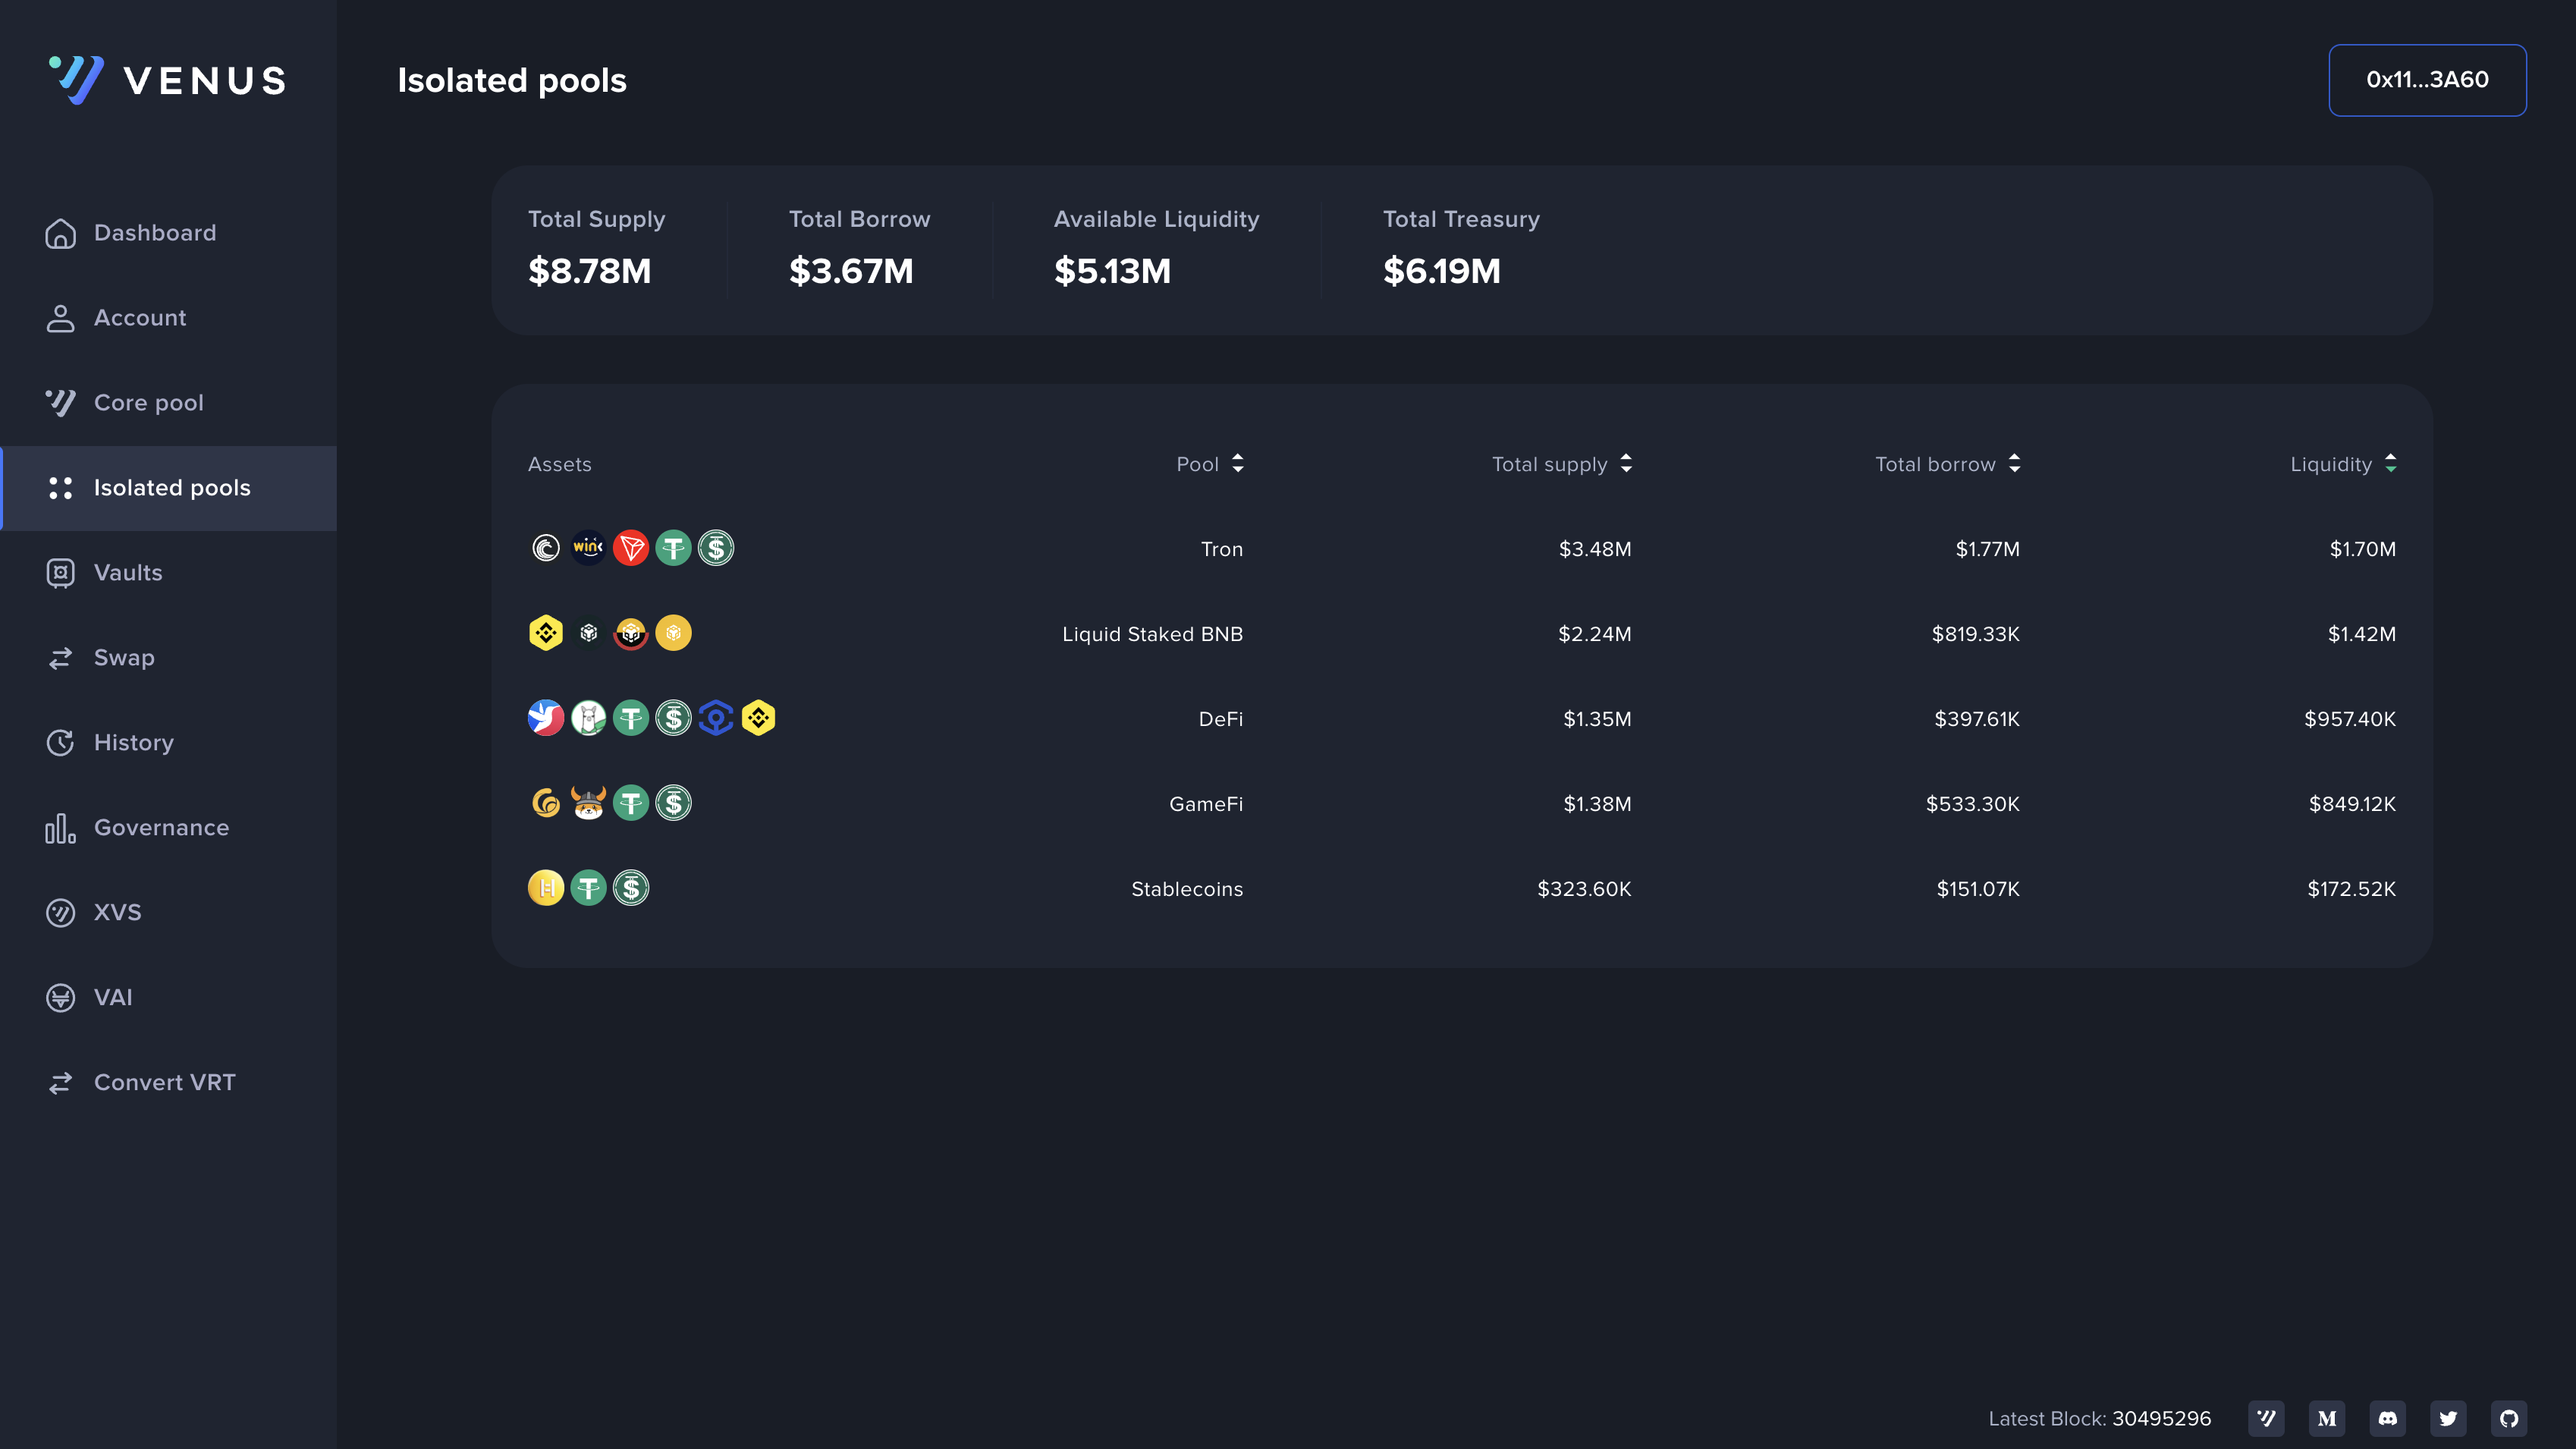 VENUS
Isolated pools
0x11...3A60
Dashboard
Account
Core pool
Isolated pools
Vaults
Swap
History
Governance
XVS
VAI
Convert VRT
Total Supply
$8.78M
Total Borrow
$3.67M
Available Liquidity
$5.13M
Total Treasury
$6.19M
Assets Pool Total supply Total borrow Liquidity
WINK Tron $3.48M $1.77M $1.70M
Liquid Staked BNB $2.24M $819.33K $1.42M
DeFi $1.35M $397.61K $957.40K
GameFi $1.38M $533.30K $849.12K
Stablecoins $323.60K $151.07K $172.52K
Latest Block: 30495296